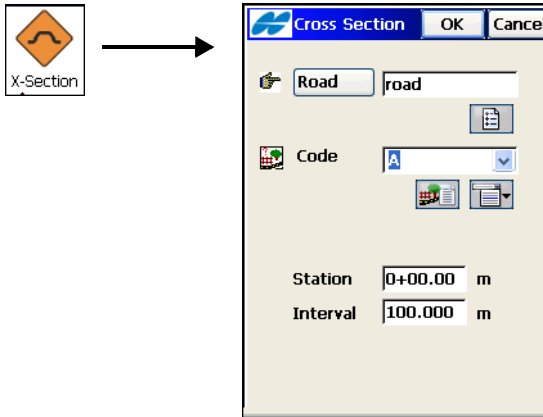 X-Section
Cross Section OK Cance
Road road
Code A
Station 0+00.00 m
Interval 100.000 m